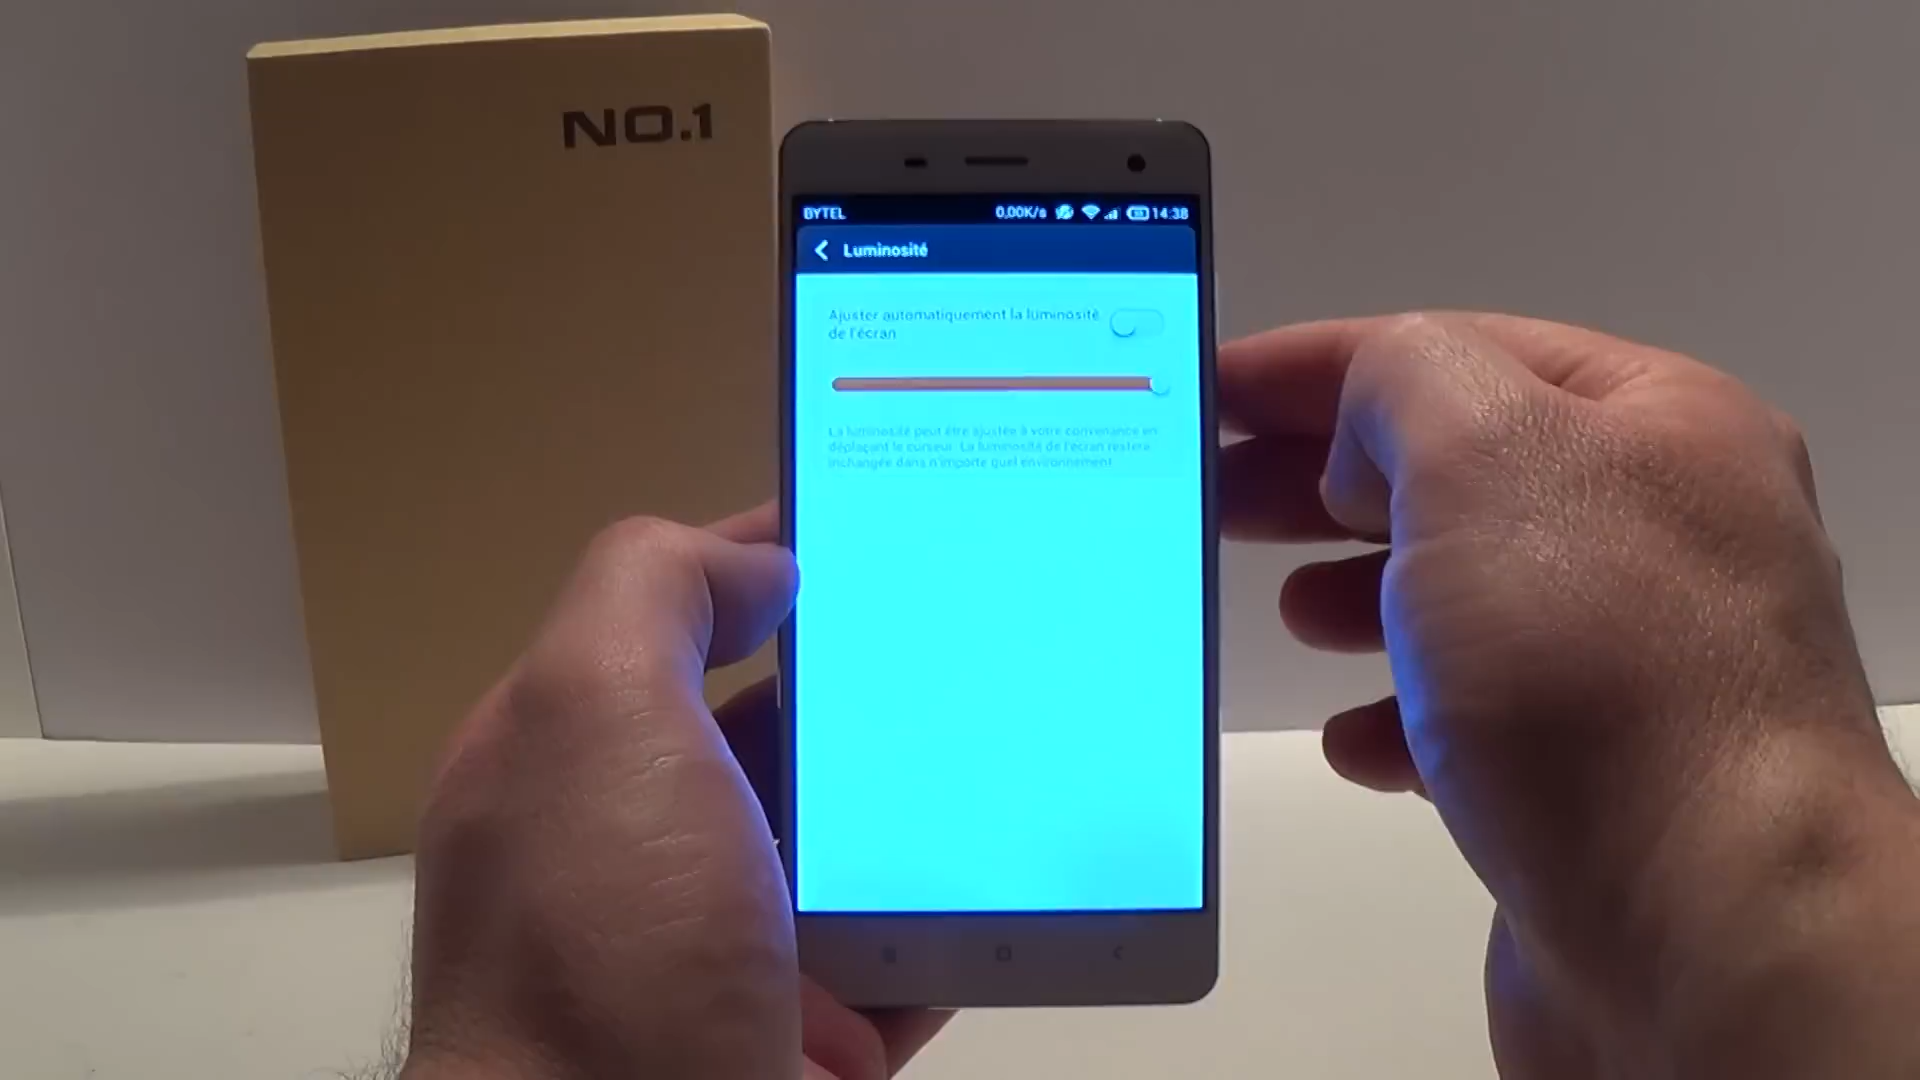 NO.1
BYTEL 0,00K/s 14:38
Luminosité
Ajuster automatiquement la luminosité
de l'écran
La luminosité peut être ajustée à votre convenance en
déplaçant le curseur. La luminosité de l'écran restera
inchangée dans n'importe quel environnement.